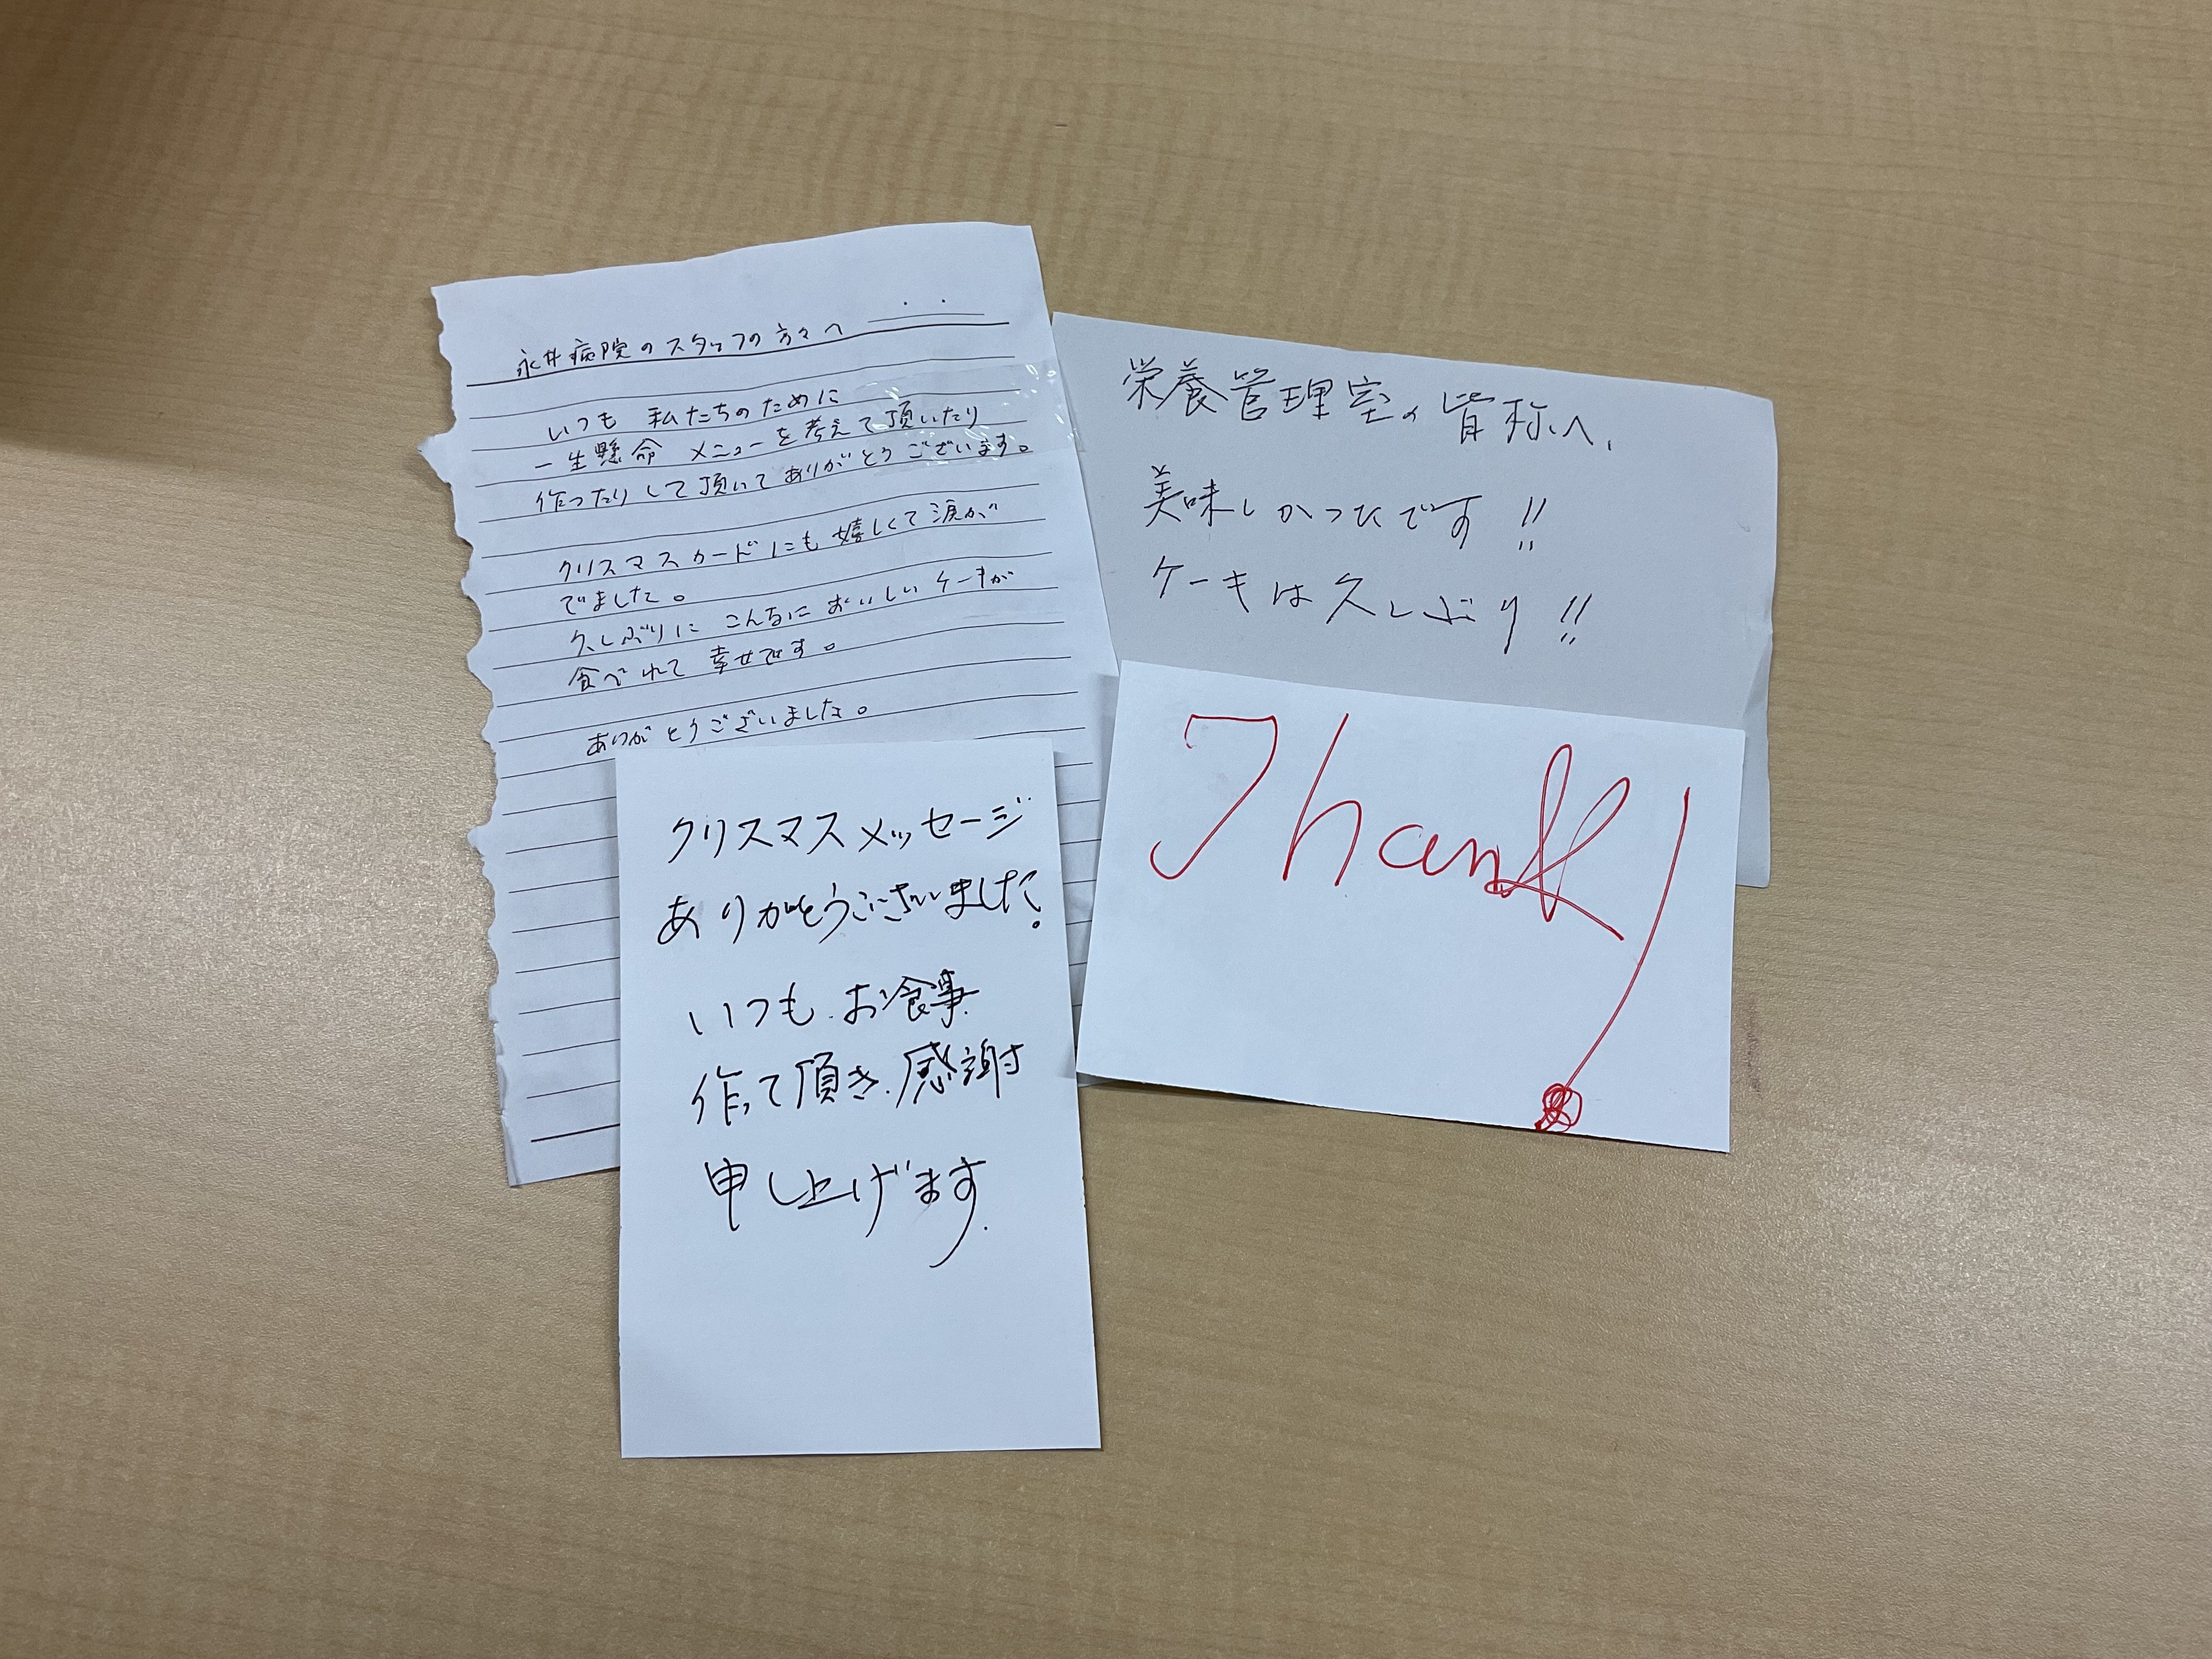 永井病院のスタッフの方々へ
いつも 私たちのために
一生懸命 メニューを考えて頂いたり
作ったりして頂いてありがとうございます。
クリスマスカードにも嬉しくて涙が
でました。
久しぶりに こんなに おいしい ケーキが
食べれて 幸せです。
ありがとうございました。
栄養管理室の皆称へ、
美味しかったです!!
ケーキは久しぶり!!
クリスマスメッセージ
ありがとうございました。
いつも、お食事
作って頂き、感謝
申し上げます。
Thank!